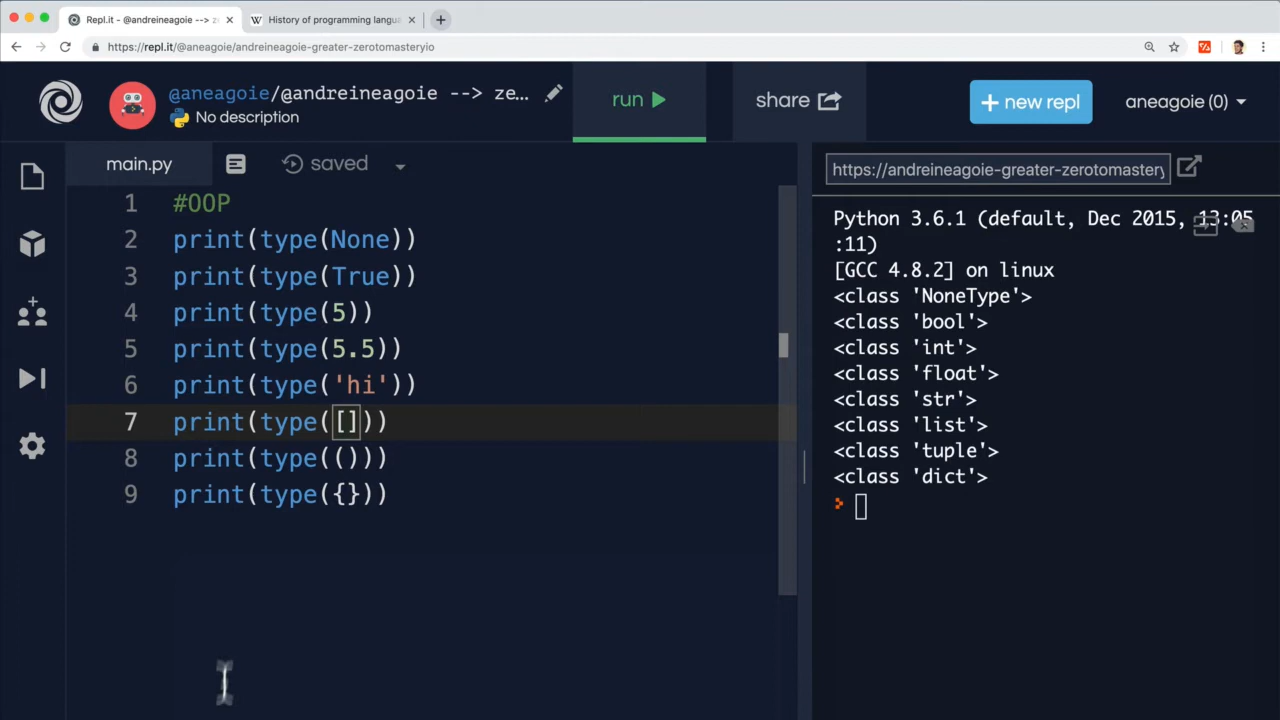 Repl.it - @andreineagoie --> ze
History of programming langua
https://repl.it/@aneagoie/andreineagoie-greater-zerotomasteryio
@aneagoie/@andreineagoie --> ze...
No description
run
share
+ new repl
aneagoie (0)
main.py
saved
https://andreineagoie-greater-zerotomastery
1 #OOP
2 print(type(None))
3 print(type(True))
4 print(type(5))
5 print(type(5.5))
6 print(type('hi'))
7 print(type([]))
8 print(type(()))
9 print(type({}))
Python 3.6.1 (default, Dec 2015, 13:05
:11)
[GCC 4.8.2] on linux
<class 'NoneType'>
<class 'bool'>
<class 'int'>
<class 'float'>
<class 'str'>
<class 'list'>
<class 'tuple'>
<class 'dict'>